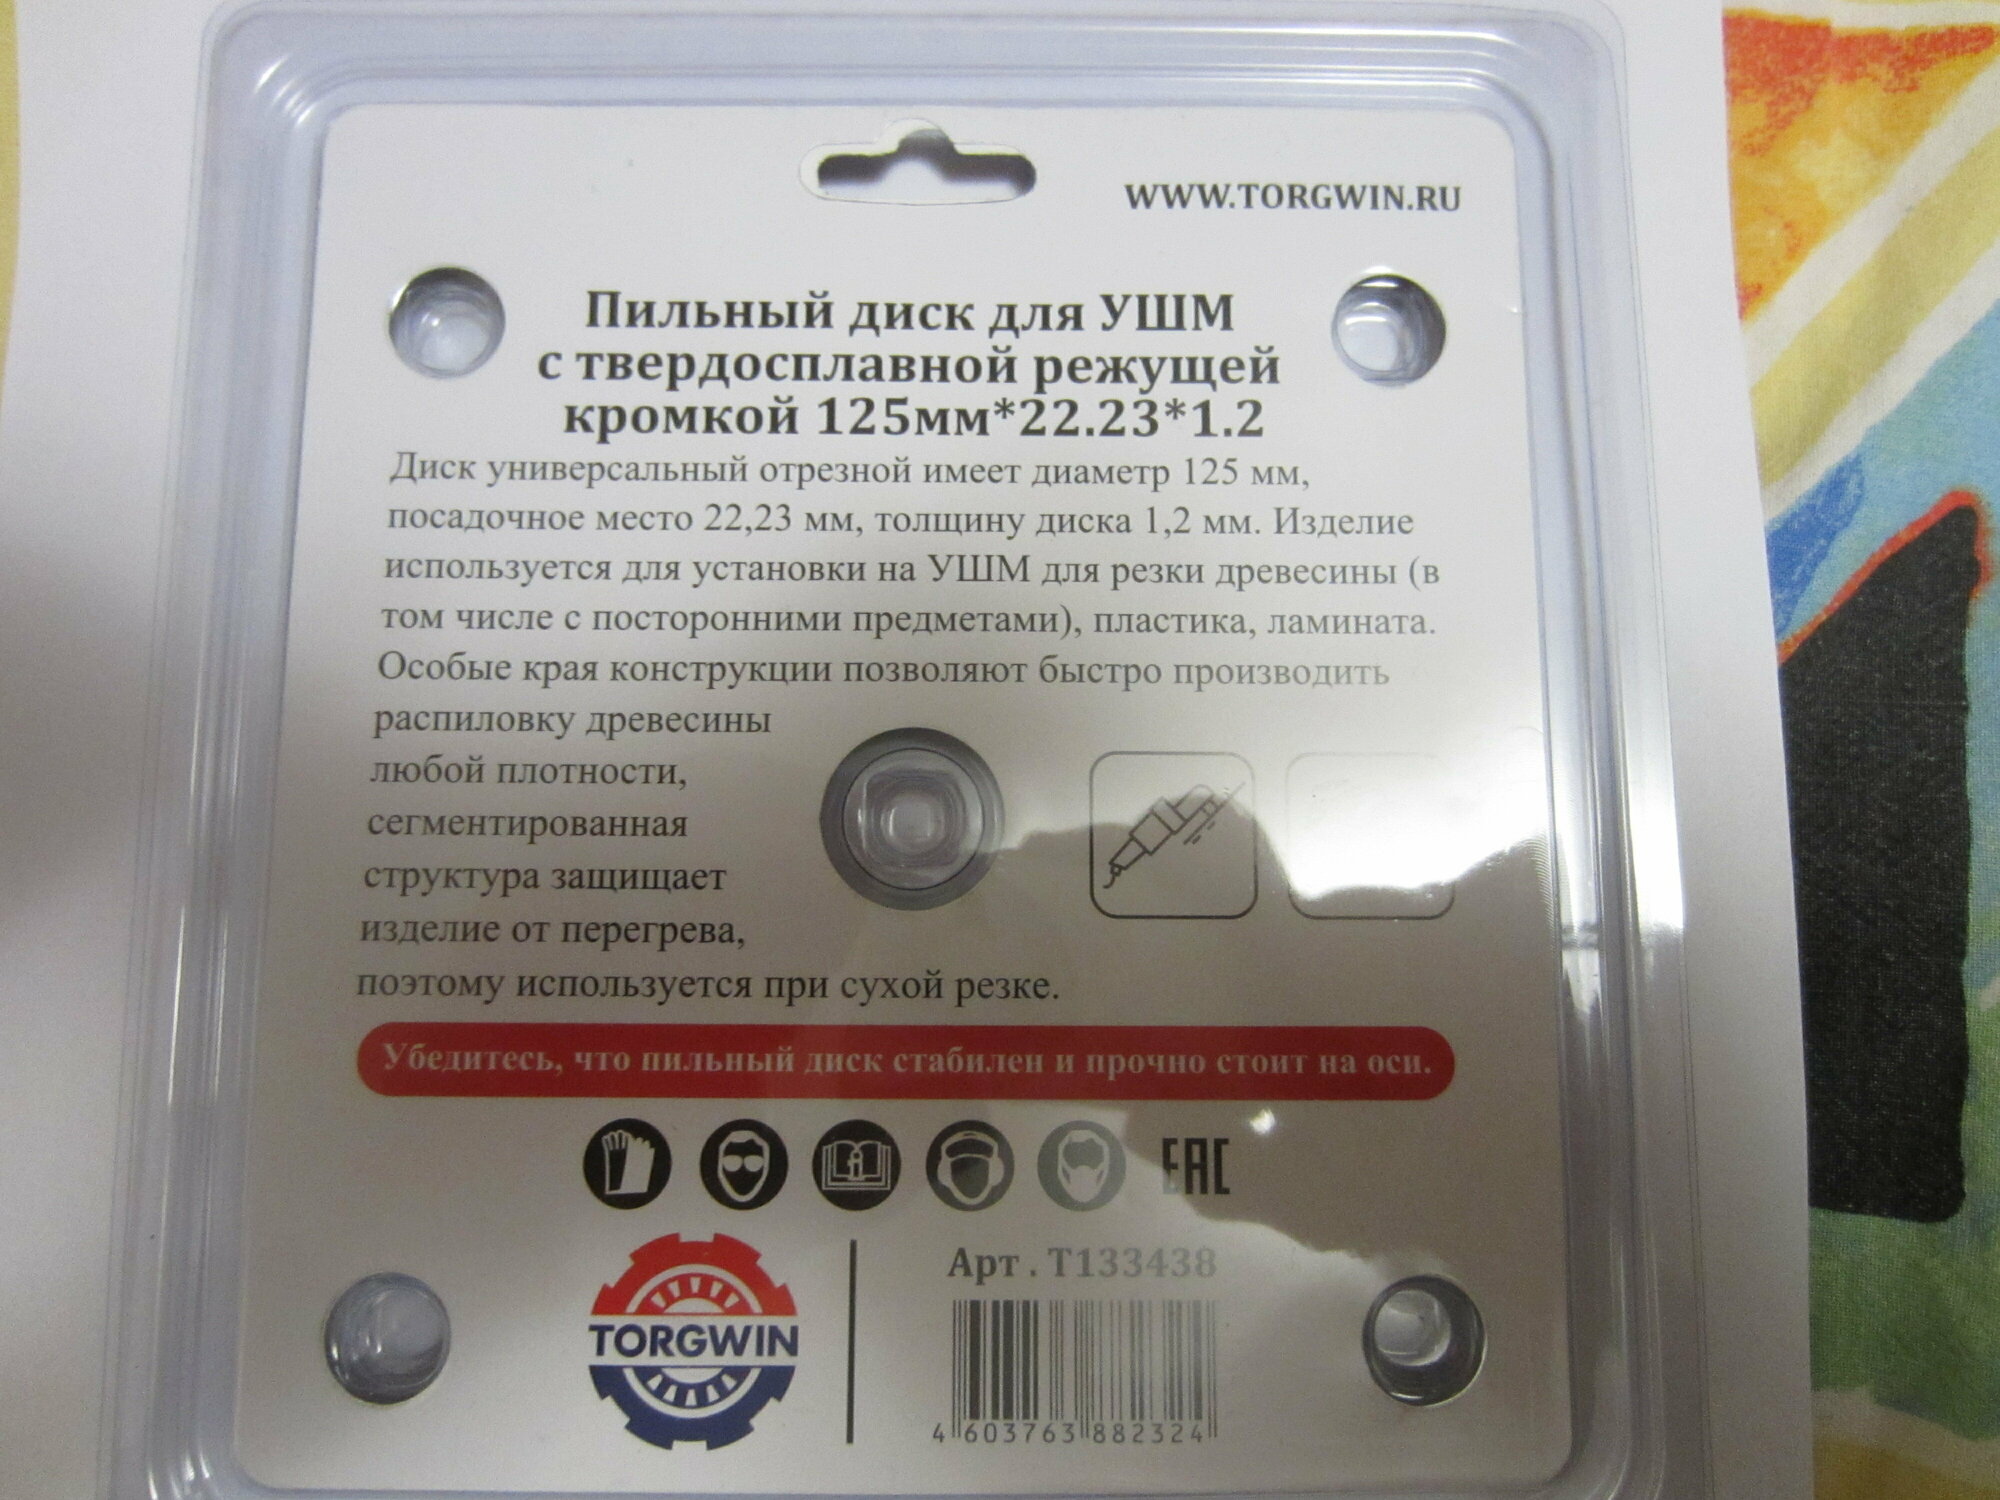 WWW.TORGWIN.RU
Пильный диск для УШМ
с твердосплавной режущей
кромкой 125мм*22.23*1.2
Диск универсальный отрезной имеет диаметр 125 мм,
посадочное место 22,23 мм, толщину диска 1,2 мм. Изделие
используется для установки на УШМ для резки древесины (в
том числе с посторонними предметами), пластика, ламината.
Особые края конструкции позволяют быстро производить
распиловку древесины
любой плотности,
сегментированная
структура защищает
изделие от перегрева,
поэтому используется при сухой резке.
Убедитесь, что пильный диск стабилен и прочно стоит на оси.
EAC
Арт . Т133438
TORGWIN
4 603763 882324